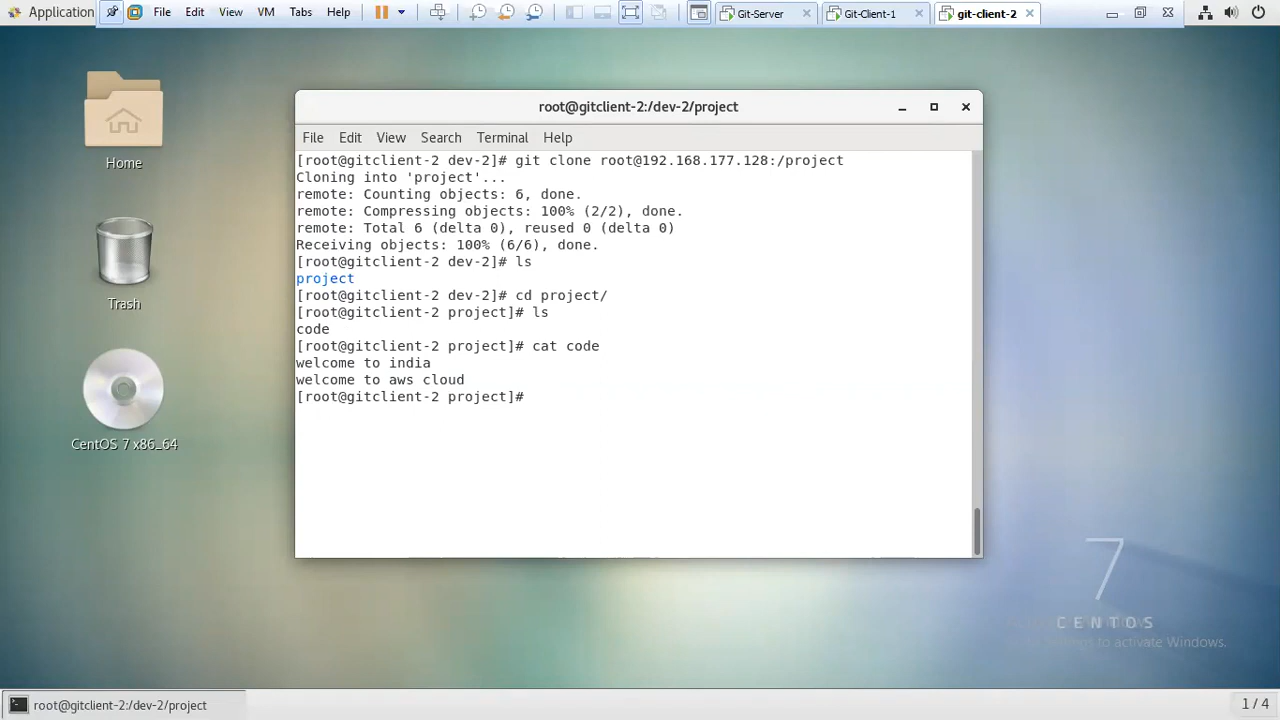 Application File Edit View VM Tabs Help Git-Server Git-Client-1 git-client-2
root@gitclient-2:/dev-2/project
File Edit View Search Terminal Help
[root@gitclient-2 dev-2]# git clone root@192.168.177.128:/project
Cloning into 'project'...
remote: Counting objects: 6, done.
remote: Compressing objects: 100% (2/2), done.
remote: Total 6 (delta 0), reused 0 (delta 0)
Receiving objects: 100% (6/6), done.
[root@gitclient-2 dev-2]# ls
project
[root@gitclient-2 dev-2]# cd project/
[root@gitclient-2 project]# ls
code
[root@gitclient-2 project]# cat code
welcome to india
welcome to aws cloud
[root@gitclient-2 project]#
Home
Trash
CentOS 7 x86_64
7
CENTOS
to activate Windows.
root@gitclient-2:/dev-2/project
1 / 4